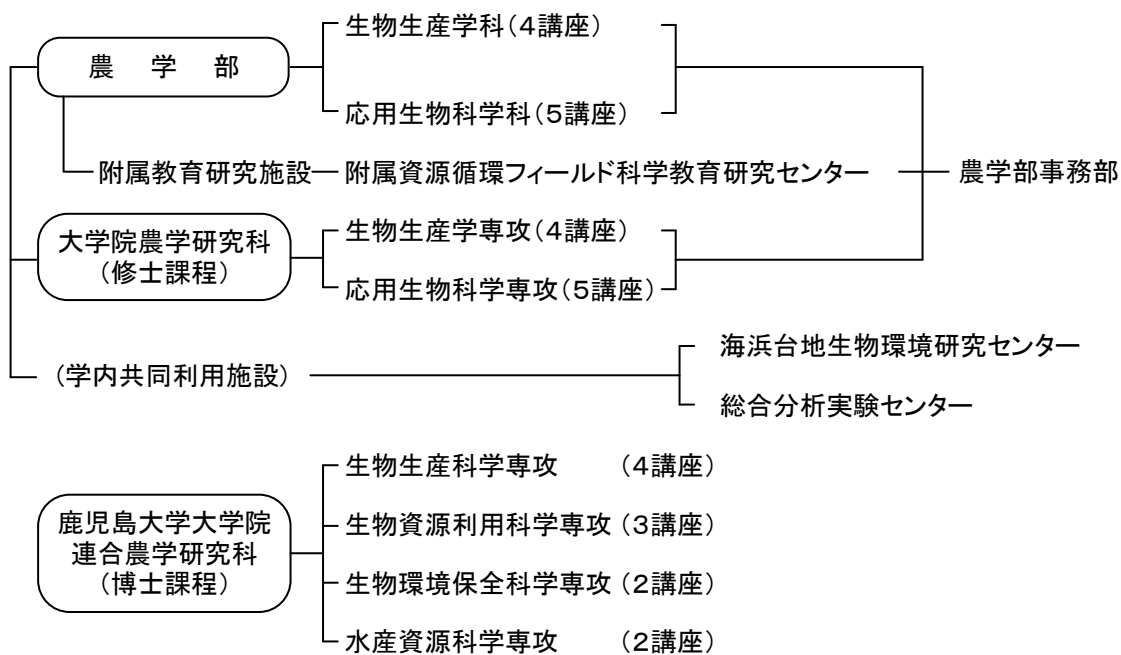 生物生産学科(4講座)
農 学 部
応用生物科学科(5講座)
附属教育研究施設 附属資源循環フィールド科学教育研究センター 農学部事務部
大学院農学研究科
(修士課程)
生物生産学専攻(4講座)
応用生物科学専攻(5講座)
(学内共同利用施設)
海浜台地生物環境研究センター
総合分析実験センター
鹿児島大学大学院
連合農学研究科
(博士課程)
生物生産科学専攻 (4講座)
生物資源利用科学専攻(3講座)
生物環境保全科学専攻(2講座)
水産資源科学専攻 (2講座)